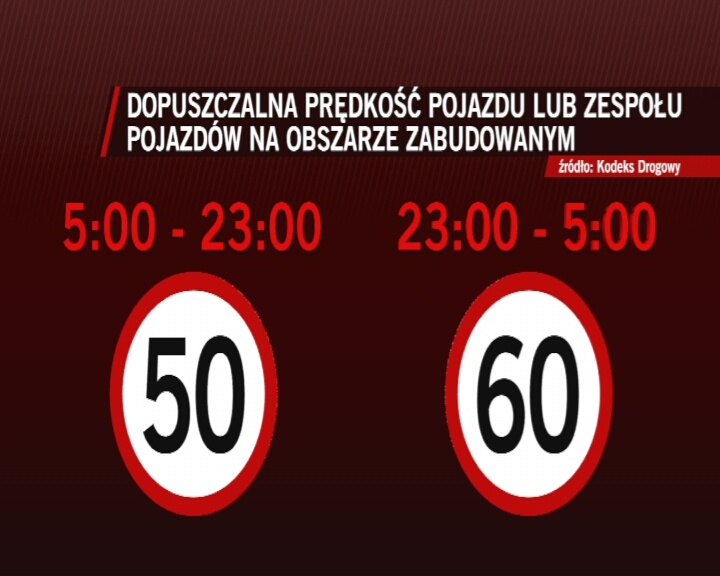 DOPUSZCZALNA PRĘDKOŚĆ POJAZDU LUB ZESPOŁU
POJAZDÓW NA OBSZARZE ZABUDOWANYM
źródło: Kodeks Drogowy
5:00 - 23:00
23:00 - 5:00
50
60